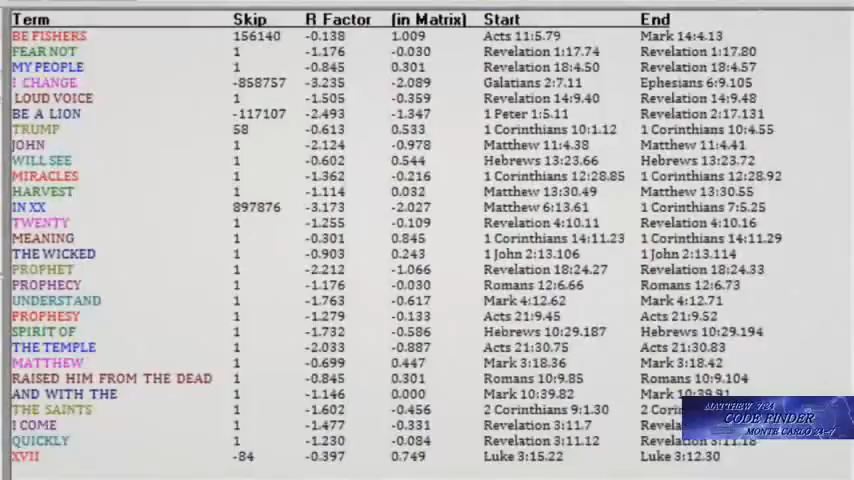 Term Skip R Factor (in Matrix) Start End
BE FISHERS 156140 -0.138 1.009 Acts 11:5.79 Mark 14:4.13
FEAR NOT 1 -1.176 -0.030 Revelation 1:17.74 Revelation 1:17.80
MY PEOPLE 1 -0.845 0.301 Revelation 18:4.50 Revelation 18:4.57
I CHANGE -858757 -3.235 -2.089 Galatians 2:7.11 Ephesians 6:9.105
LOUD VOICE 1 -1.505 -0.359 Revelation 14:9.40 Revelation 14:9.48
BE A LION -117107 -2.493 -1.347 1 Peter 1:5.11 Revelation 2:17.131
TRUMP 58 -0.613 0.533 1 Corinthians 10:1.12 1 Corinthians 10:4.55
JOHN 1 -2.124 -0.978 Matthew 11:4.38 Matthew 11:4.41
WILL SEE 1 -0.602 0.544 Hebrews 13:23.66 Hebrews 13:23.72
MIRACLES 1 -1.362 -0.216 1 Corinthians 12:28.85 1 Corinthians 12:28.92
HARVEST 1 -1.114 0.032 Matthew 13:30.49 Matthew 13:30.55
IN XX 897876 -3.173 -2.027 Matthew 6:13.61 1 Corinthians 7:5.25
TWENTY 1 -1.255 -0.109 Revelation 4:10.11 Revelation 4:10.16
MEANING 1 -0.301 0.845 1 Corinthians 14:11.23 1 Corinthians 14:11.29
THE WICKED 1 -0.903 0.243 1 John 2:13.106 1 John 2:13.114
PROPHET 1 -2.212 -1.066 Revelation 18:24.27 Revelation 18:24.33
PROPHECY 1 -1.176 -0.030 Romans 12:6.66 Romans 12:6.73
UNDERSTAND 1 -1.763 -0.617 Mark 4:12.62 Mark 4:12.71
PROPHESY 1 -1.279 -0.133 Acts 21:9.45 Acts 21:9.52
SPIRIT OF 1 -1.732 -0.586 Hebrews 10:29.187 Hebrews 10:29.194
THE TEMPLE 1 -2.033 -0.887 Acts 21:30.75 Acts 21:30.83
MATTHEW 1 -0.699 0.447 Mark 3:18.36 Mark 3:18.42
RAISED HIM FROM THE DEAD 1 -0.845 0.301 Romans 10:9.85 Romans 10:9.104
AND WITH THE 1 -1.146 0.000 Mark 10:39.82 Mark 10:39.91
THE SAINTS 1 -1.602 -0.456 2 Corinthians 9:1.30 2 Cori
I COME 1 -1.477 -0.331 Revelation 3:11.7 Revela
QUICKLY 1 -1.230 -0.084 Revelation 3:11.12 Revelation 3:11.18
XVII -84 -0.397 0.749 Luke 3:15.22 Luke 3:12.30
MATTHEW 7:24
CODE FINDER
MONTE CARLO 24-7